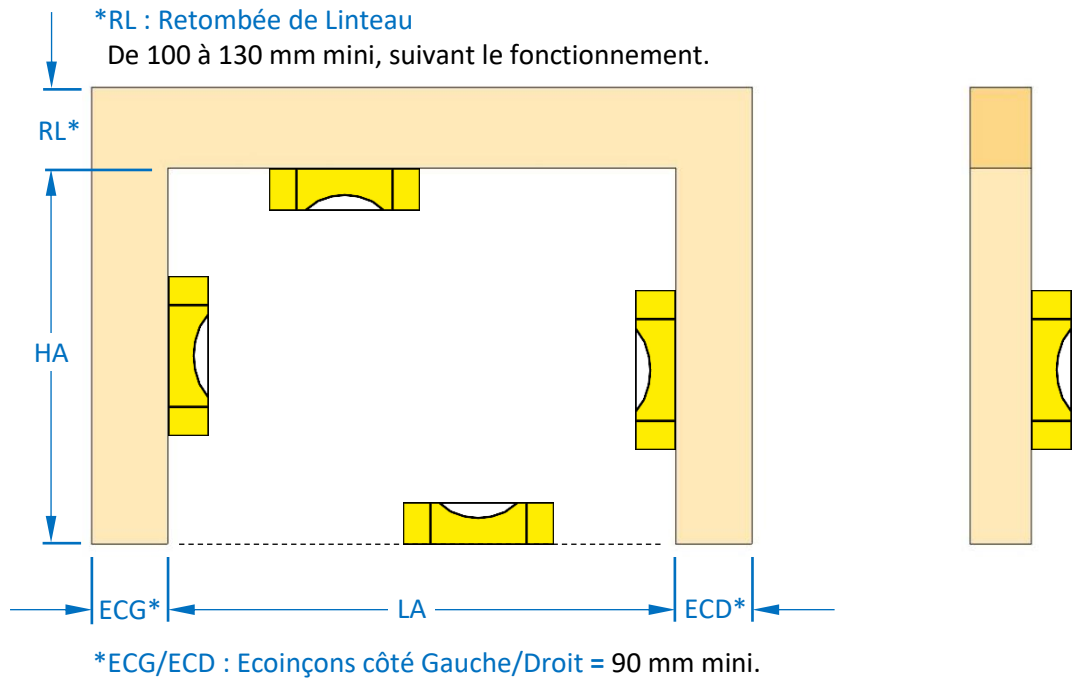 *RL : Retombée de Linteau
De 100 à 130 mm mini, suivant le fonctionnement.
RL*
HA
ECG*
LA
ECD*
*ECG/ECD : Ecoinçons côté Gauche/Droit = 90 mm mini.